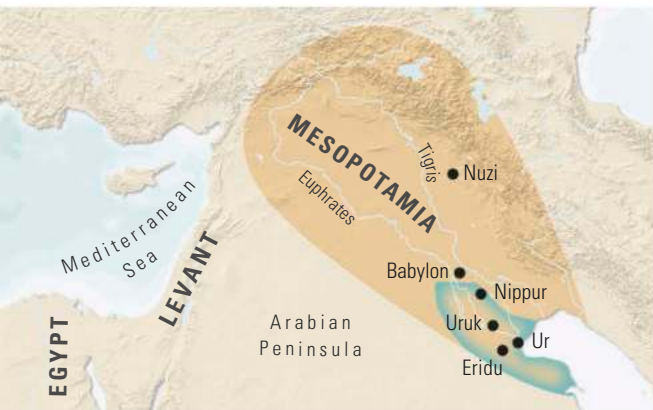 MESOPOTAMIA
Tigris
Nuzi
Euphrates
Mediterranean
Sea
LEVANT
Babylon
Nippur
Arabian
Peninsula
Uruk
Ur
Eridu
EGYPT